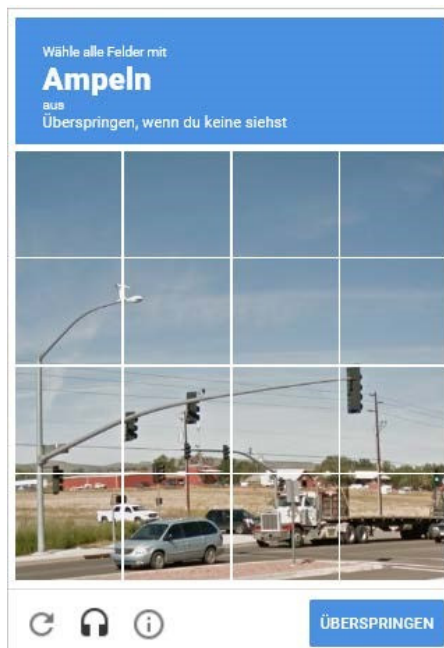 Wähle alle Felder mit
Ampeln
aus
Überspringen, wenn du keine siehst
ÜBERSPRINGEN